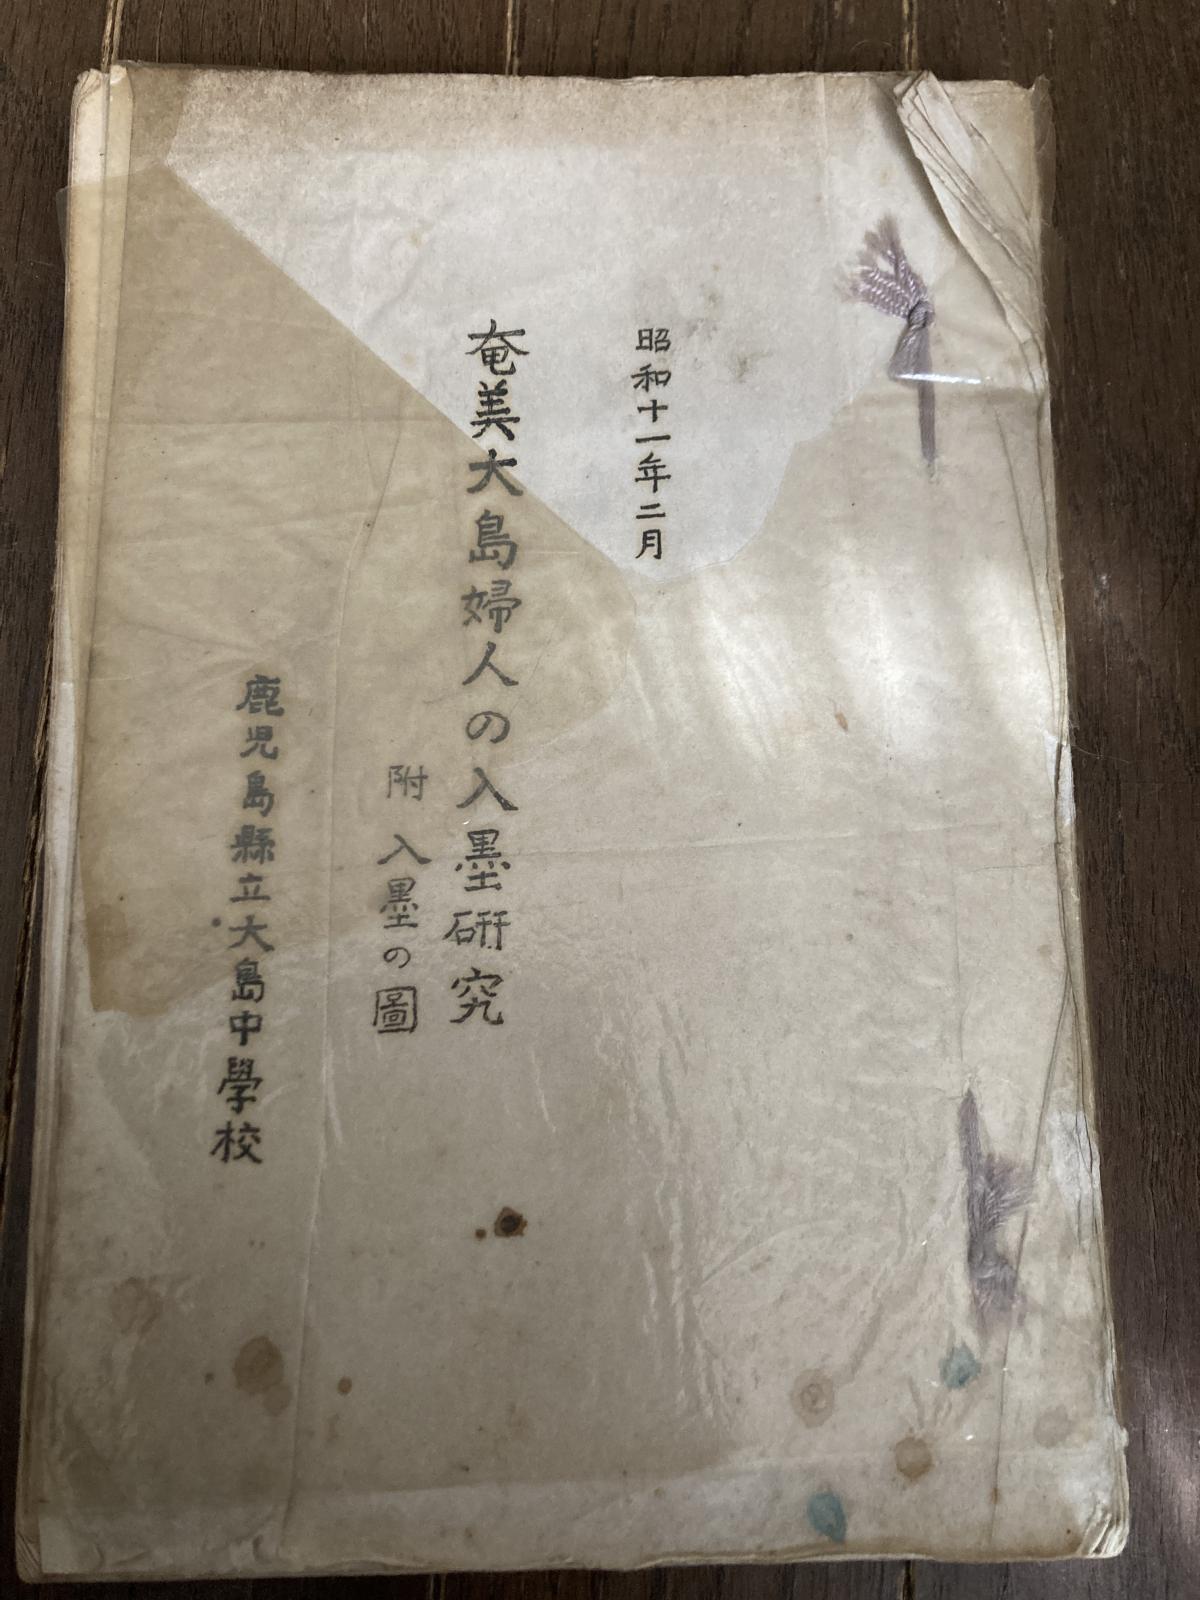 昭和十一年二月
奄美大島婦人の入墨硏究
附 入墨の圖
鹿児島縣立大島中學校